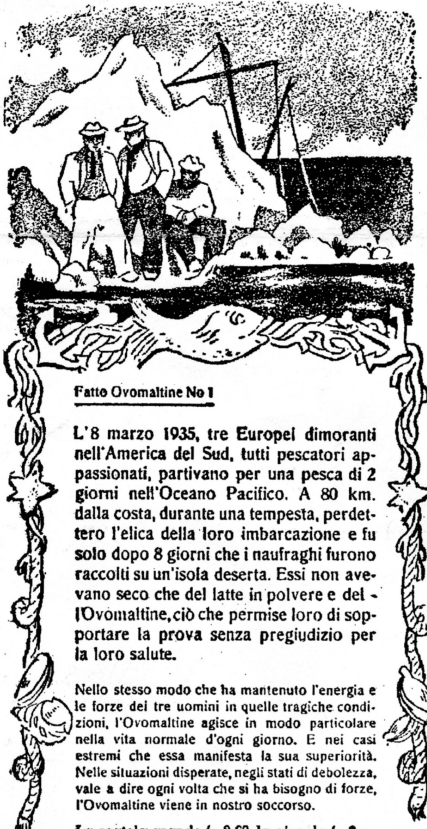 Fatto Ovomaltine No 1
L'8 marzo 1935, tre Europei dimoranti
nell'America del Sud, tutti pescatori ap-
passionati, partivano per una pesca di 2
giorni nell'Oceano Pacifico. A 80 km.
dalla costa, durante una tempesta, perdet-
tero l'elica della loro imbarcazione e fu
solo dopo 8 giorni che i naufraghi furono
raccolti su un'isola deserta. Essi non ave-
vano seco che del latte in polvere e del-
l'Ovomaltine, ciò che permise loro di sop-
portare la prova senza pregiudizio per
la loro salute.
Nello stesso modo che ha mantenuto l'energia e
le forze dei tre uomini in quelle tragiche condi-
zioni, l'Ovomaltine agisce in modo particolare
nella vita normale d'ogni giorno. E nei casi
estremi che essa manifesta la sua superiorità.
Nelle situazioni disperate, negli stati di debolezza,
vale a dire ogni volta che si ha bisogno di forze,
l'Ovomaltine viene in nostro soccorso.